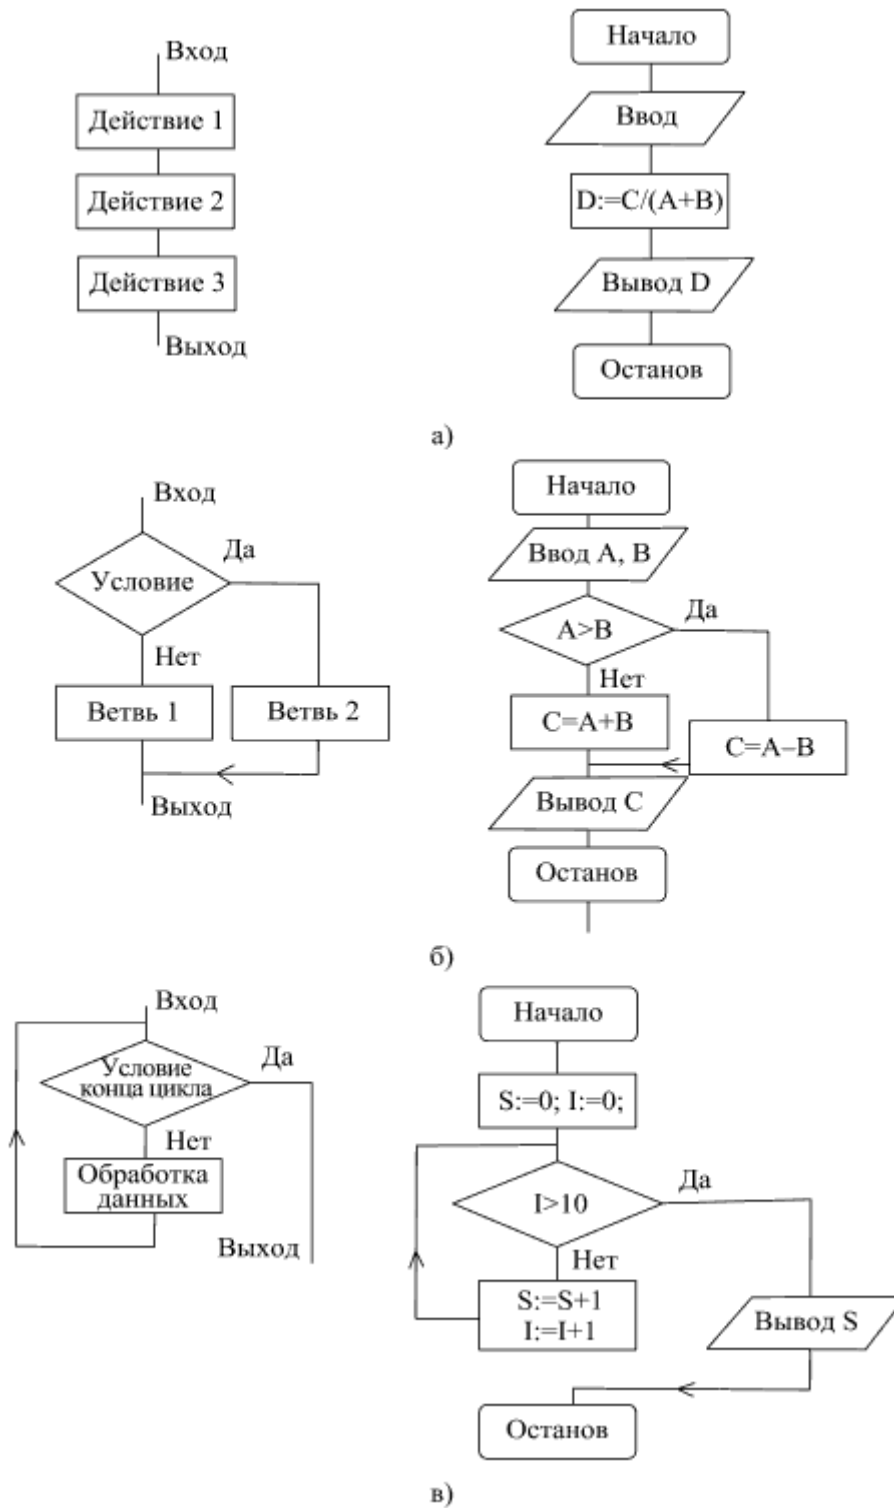 Вход
Действие 1
Действие 2
Действие 3
Выход
Начало
Ввод
D:=C/(A+B)
Вывод D
Останов
а)
Вход
Условие
Да
Нет
Ветвь 1
Ветвь 2
Выход
Начало
Ввод A, B
A>B
Да
Нет
C=A+B
C=A–B
Вывод C
Останов
б)
Вход
Условие
конца цикла
Да
Нет
Обработка
данных
Выход
Начало
S:=0; I:=0;
I>10
Да
Нет
S:=S+1
I:=I+1
Вывод S
Останов
в)